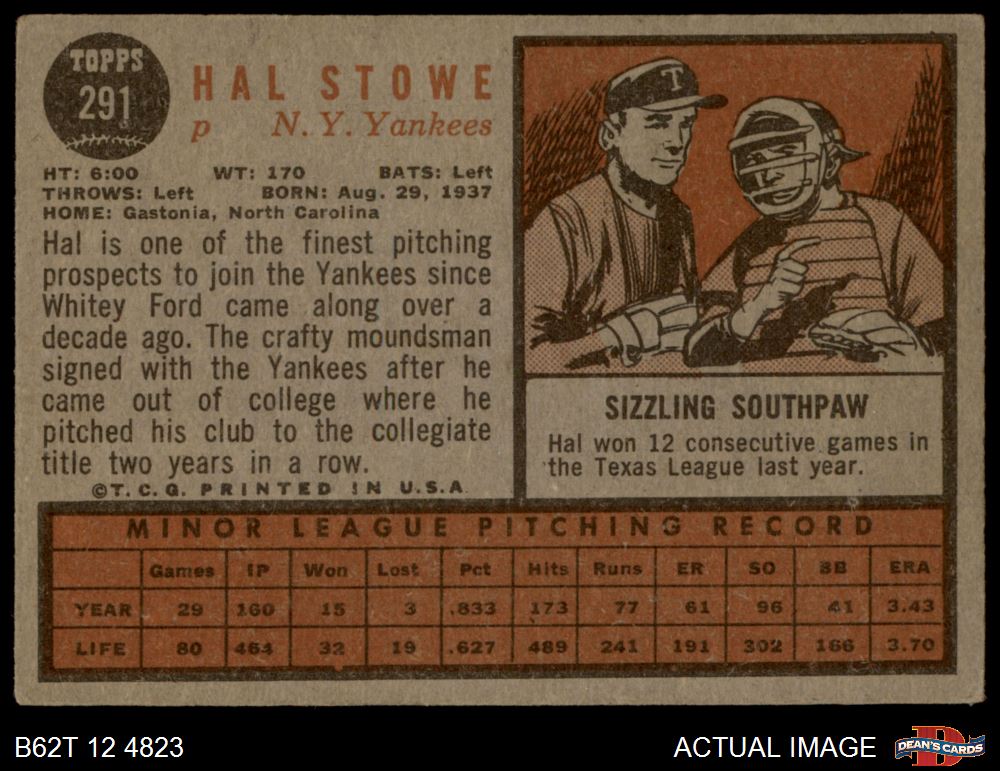 TOPPS
291
HAL STOWE
p N. Y. Yankees
HT: 6:00 WT: 170 BATS: Left
THROWS: Left BORN: Aug. 29, 1937
HOME: Gastonia, North Carolina
Hal is one of the finest pitching
prospects to join the Yankees since
Whitey Ford came along over a
decade ago. The crafty moundsman
signed with the Yankees after he
came out of college where he
pitched his club to the collegiate
title two years in a row.
©T. C. G. PRINTED IN U.S.A.
T
SIZZLING SOUTHPAW
Hal won 12 consecutive games in
the Texas League last year.
MINOR LEAGUE PITCHING RECORD
Games IP Won Lost Pct Hits Runs ER SO BB ERA
YEAR 29 160 15 3 .833 173 77 61 96 41 3.43
LIFE 80 464 32 19 .627 489 241 191 302 166 3.70
B62T 12 4823
ACTUAL IMAGE
D
DEAN'S CARDS